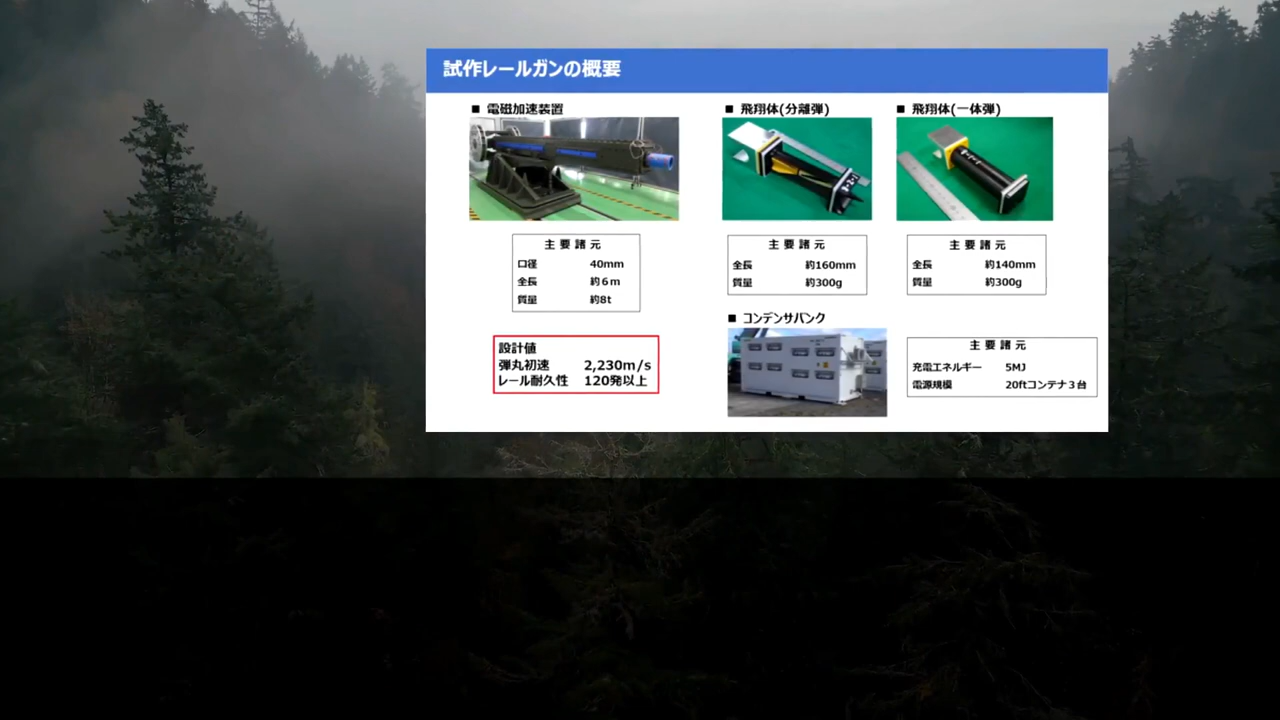 試作レールガンの概要
■ 電磁加速装置
主要諸元
口径 40mm
全長 約6m
質量 約8t
設計値
弾丸初速 2,230m/s
レール耐久性 120発以上
■ 飛翔体(分離弾)
主要諸元
全長 約160mm
質量 約300g
■ 飛翔体(一体弾)
主要諸元
全長 約140mm
質量 約300g
■ コンデンサバンク
主要諸元
充電エネルギー 5MJ
電源規模 20ftコンテナ3台